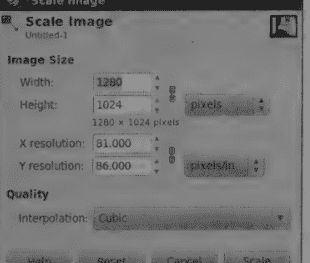 Scale Image
Scale Image
Untitled-1
Image Size
Width: 1280
Height: 1024 pixels
1280 × 1024 pixels
X resolution: 81.000
Y resolution: 86.000 pixels/in
Quality
Interpolation: Cubic
Help Reset Cancel Scale